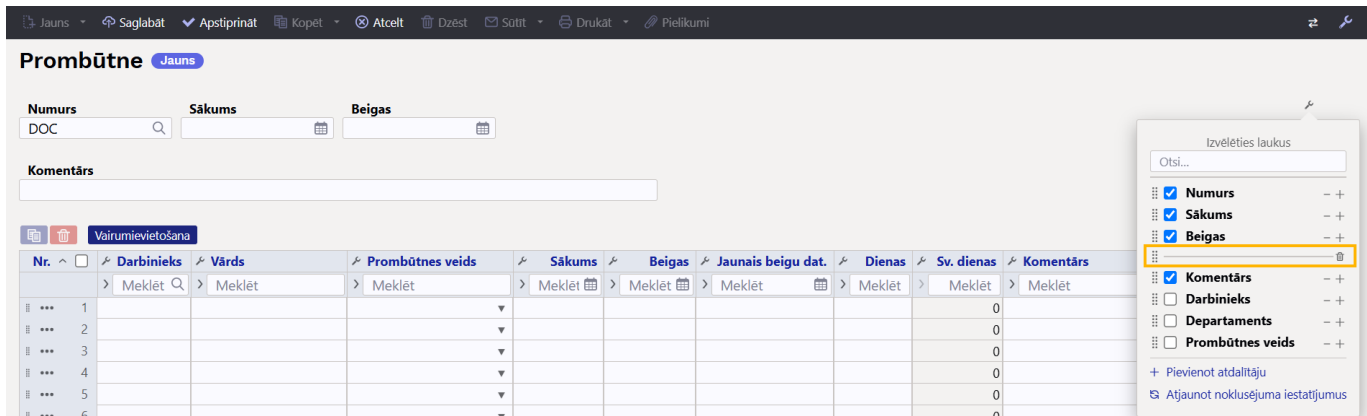 Jauns Saglabāt Apstiprināt Kopēt Atcelt Dzēst Sūtīt Drukāt Pielikumi
Prombūtne Jauns
Numurs Sākums Beigas
DOC
Izvēlēties laukus
Otsi...
Komentārs
Numurs
Sākums
Beigas
Komentārs
Darbinieks
Departaments
Prombūtnes veids
+ Pievienot atdalītāju
Atjaunot noklusējuma iestatījumus
Vairumievietošana
Nr. Darbinieks Vārds Prombūtnes veids Sākums Beigas Jaunais beigu dat. Dienas Sv. dienas Komentārs
Meklēt Meklēt Meklēt Meklēt Meklēt Meklēt Meklēt Meklēt Meklēt
1 0
2 0
3 0
4 0
5 0
6 0